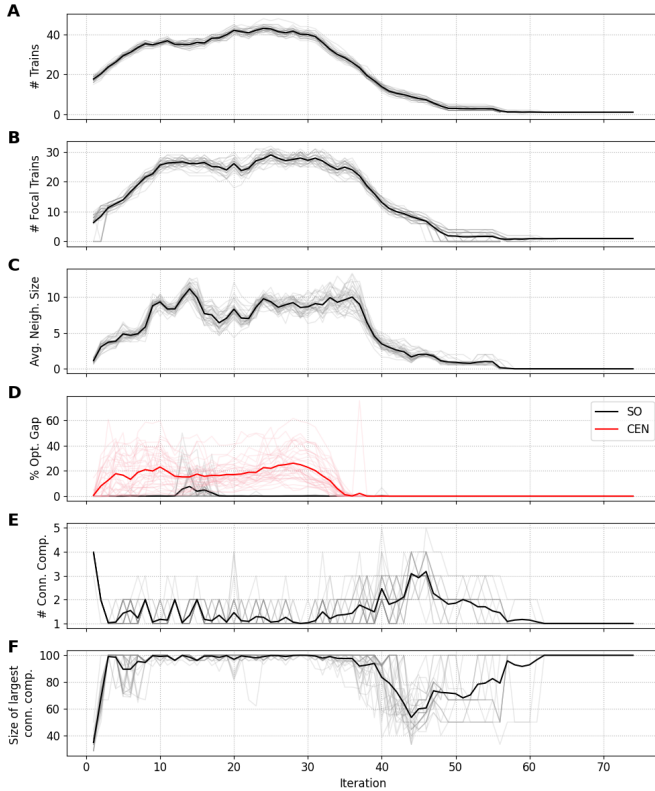 A
# Trains
40
20
0
B
# Focal Trains
30
20
10
0
C
Avg. Neigh. Size
10
5
0
D
% Opt. Gap
60
40
20
0
SO
CEN
E
# Conn. Comp.
5
4
3
2
1
F
Size of largest
conn. comp.
100
80
60
40
0 10 20 30 40 50 60 70
Iteration